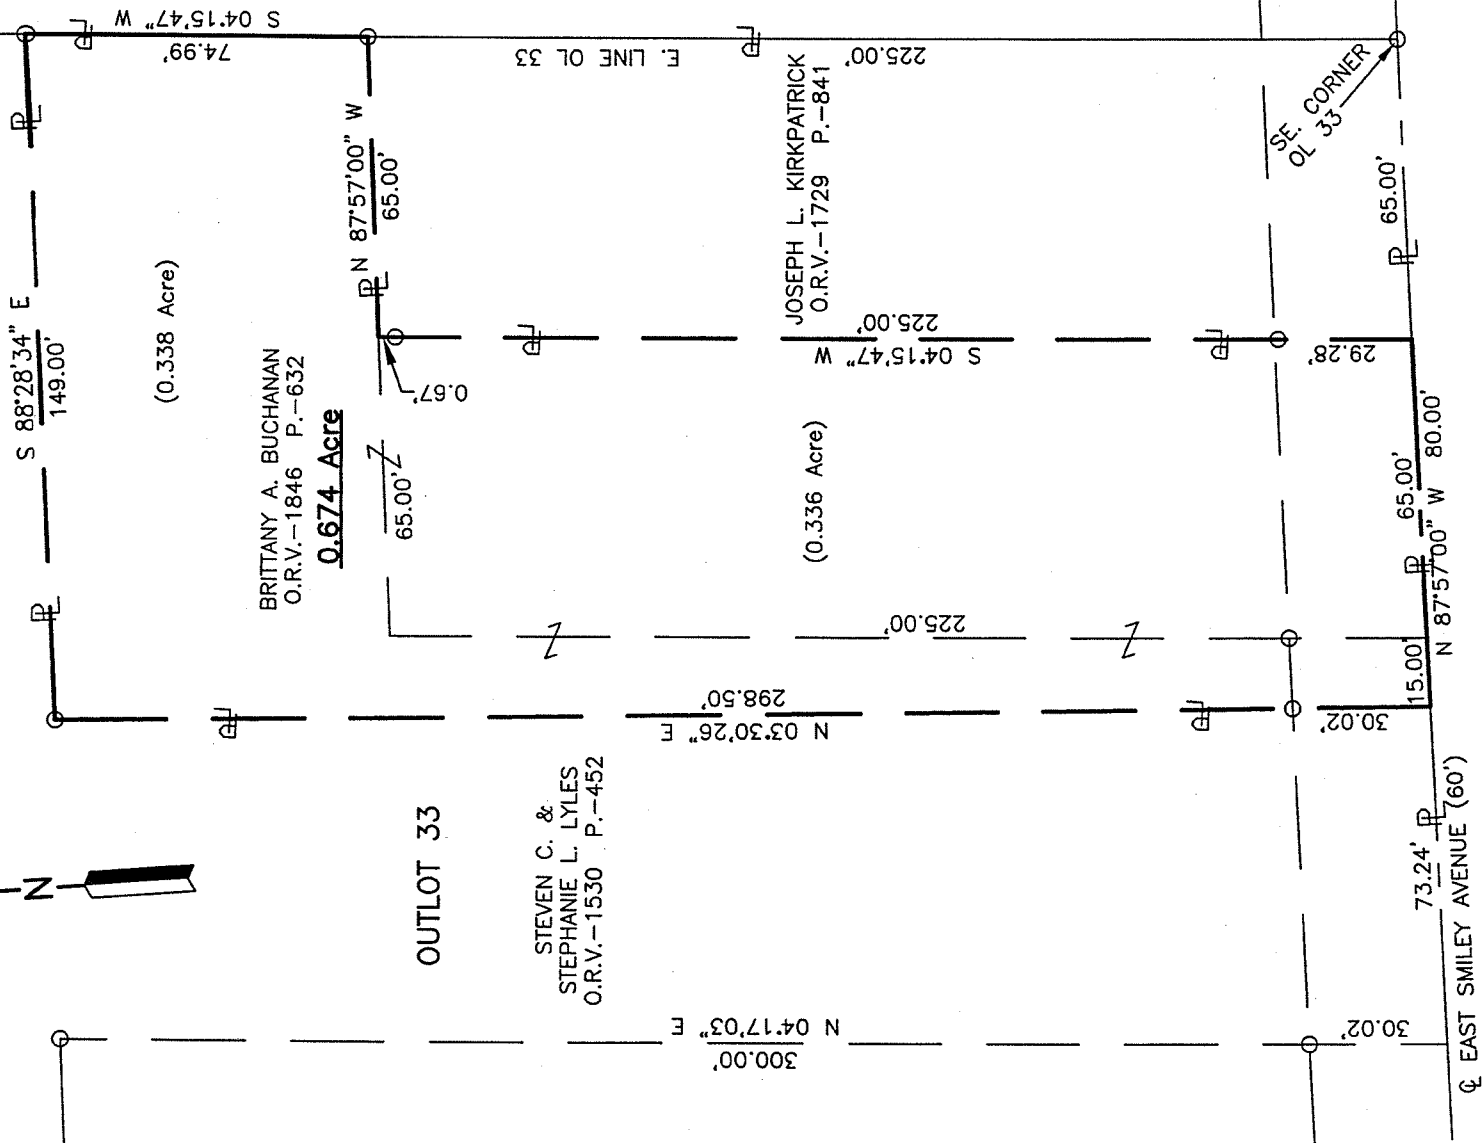 S 04°15'47" W
74.99'
E. LINE OL 33
225.00'
S 88°28'34" E
149.00'
(0.338 Acre)
N 87°57'00" W
65.00'
BRITTANY A. BUCHANAN
O.R.V.-1846 P.-632
0.674 Acre
0.67'
65.00'
JOSEPH L. KIRKPATRICK
O.R.V.-1729 P.-841
SE. CORNER
OL 33
65.00'
225.00'
S 04°15'47" W
29.28'
(0.336 Acre)
65.00'
N 87°57'00" W 80.00'
225.00'
15.00'
298.50'
N 03°30'26" E
30.02'
N
OUTLOT 33
STEVEN C. &
STEPHANIE L. LYLES
O.R.V.-1530 P.-452
73.24'
N 04°17'03" E
300.00'
30.02'
℄ EAST SMILEY AVENUE (60')